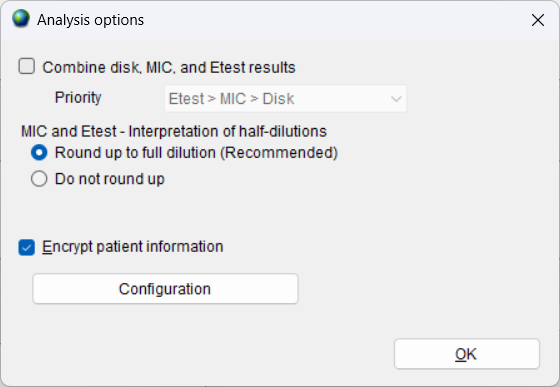 Analysis options
Combine disk, MIC, and Etest results
Priority Etest > MIC > Disk
MIC and Etest - Interpretation of half-dilutions
Round up to full dilution (Recommended)
Do not round up
Encrypt patient information
Configuration
OK